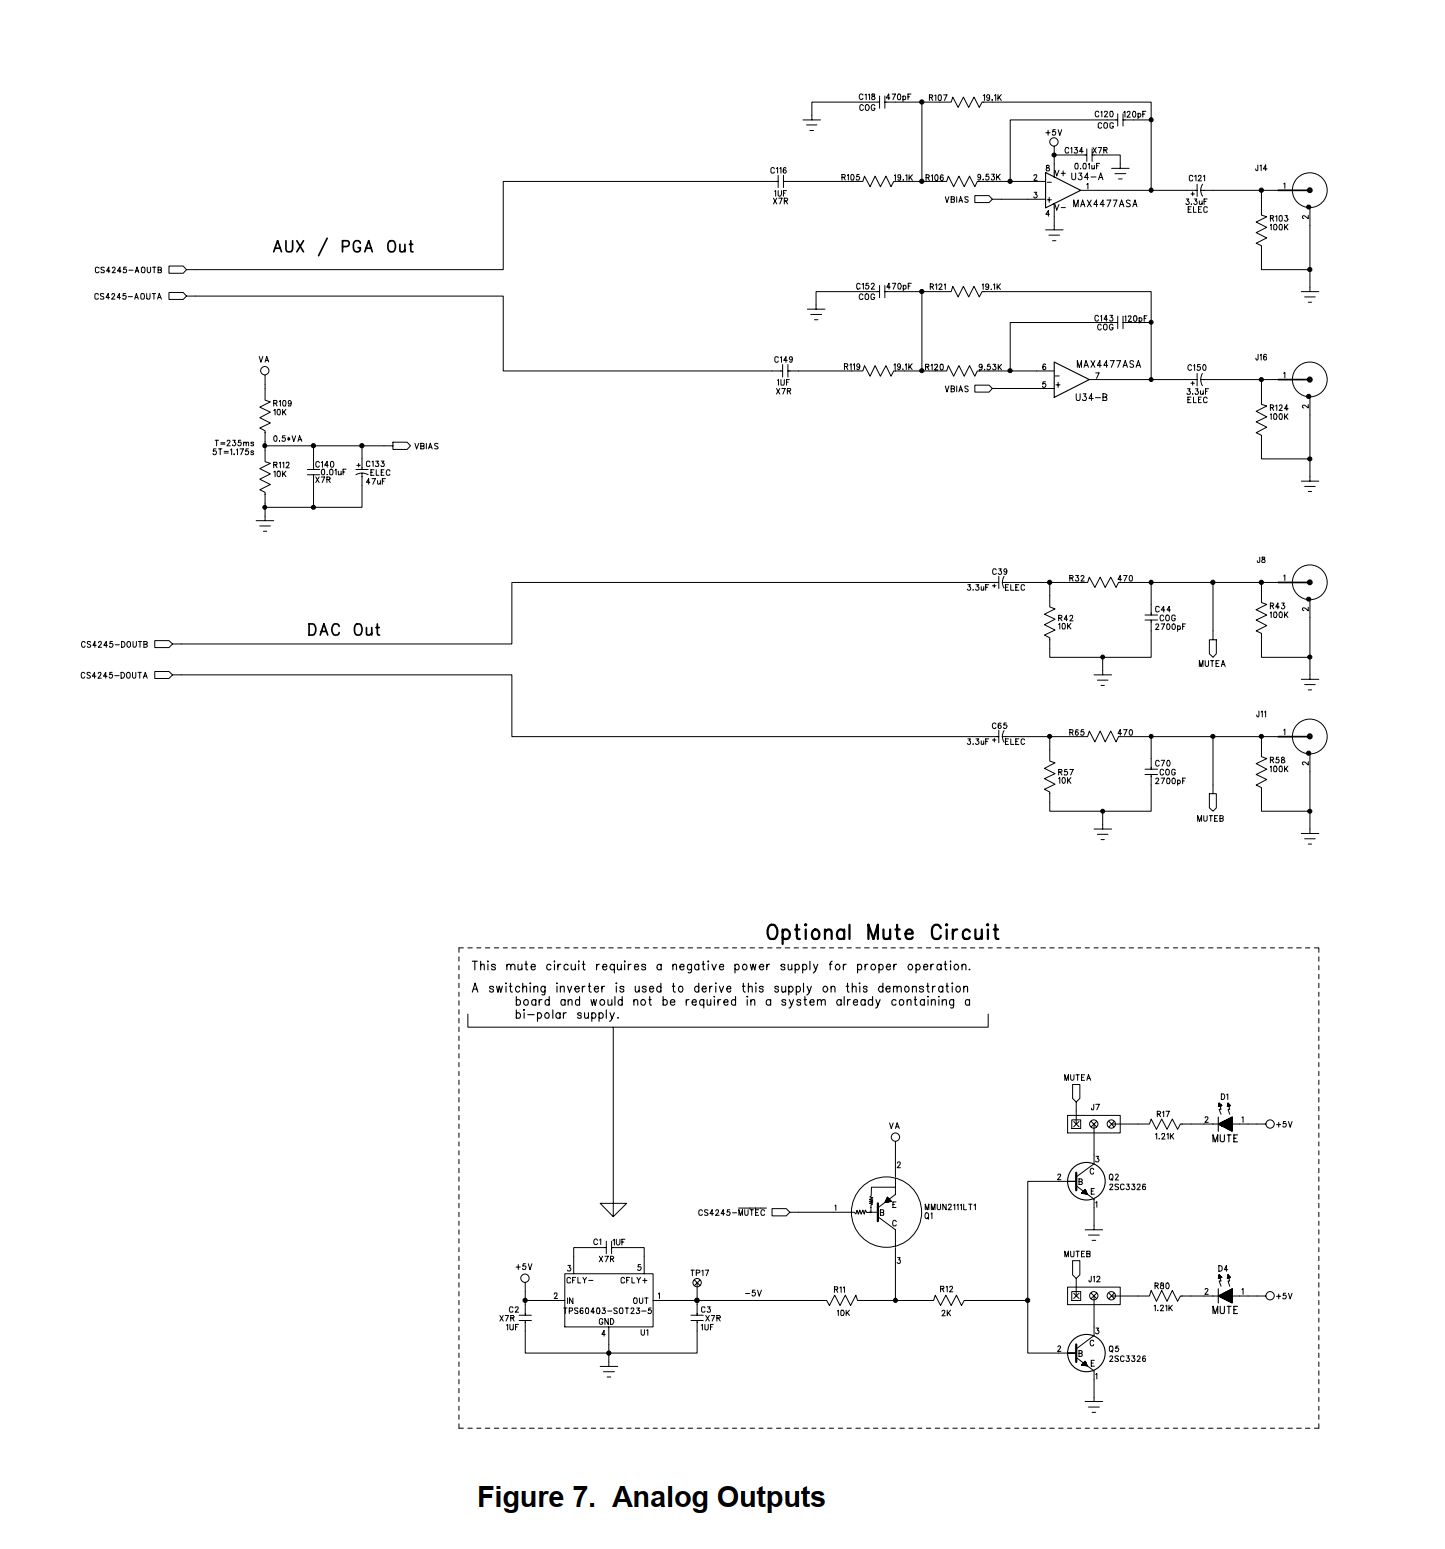 C118 470pF R107 19.1K
COG
C120 120pF
COG
+5V
C134 X7R
0.01uF
C116
1UF
X7R
R105 19.1K R106 9.53K
8 V+ U34-A
2 -
3 +
1
VBIAS
4 V-
MAX4477ASA
C121
+
3.3uF
ELEC
J14
1
2
R103
100K
AUX / PGA Out
CS4245-AOUTB
CS4245-AOUTA
C152 470pF R121 19.1K
COG
C143 120pF
COG
C149
1UF
X7R
R119 19.1K R120 9.53K
MAX4477ASA
6 -
5 +
7
VBIAS
U34-B
C150
+
3.3uF
ELEC
J16
1
2
R124
100K
VA
R109
10K
T=235ms
5T=1.175s
0.5*VA
VBIAS
R112
10K
C140
0.01uF
X7R
+ C133
ELEC
47uF
DAC Out
CS4245-DOUTB
CS4245-DOUTA
C39
3.3uF + ELEC
R32 470
R42
10K
C44
COG
2700pF
MUTEA
J8
1
2
R43
100K
C65
3.3uF + ELEC
R65 470
R57
10K
C70
COG
2700pF
MUTEB
J11
1
2
R58
100K
Optional Mute Circuit
This mute circuit requires a negative power supply for proper operation.
A switching inverter is used to derive this supply on this demonstration
board and would not be required in a system already containing a
bi-polar supply.
MUTEA
J7
R17
1.21K
D1
2 1
MUTE
+5V
VA
2
CS4245-MUTEC
1
B
E
C
MMUN2111LT1
Q1
3
2
B
C
E
3
1
Q2
2SC3326
C1 1UF
X7R
3 5
CFLY- CFLY+
+5V
2 IN
OUT 1
TPS60403-SOT23-5
GND
4
U1
C2
X7R
1UF
TP17
C3
X7R
1UF
-5V
R11
10K
R12
2K
MUTEB
J12
R80
1.21K
D4
2 1
MUTE
+5V
2
B
C
E
3
1
Q5
2SC3326
Figure 7. Analog Outputs